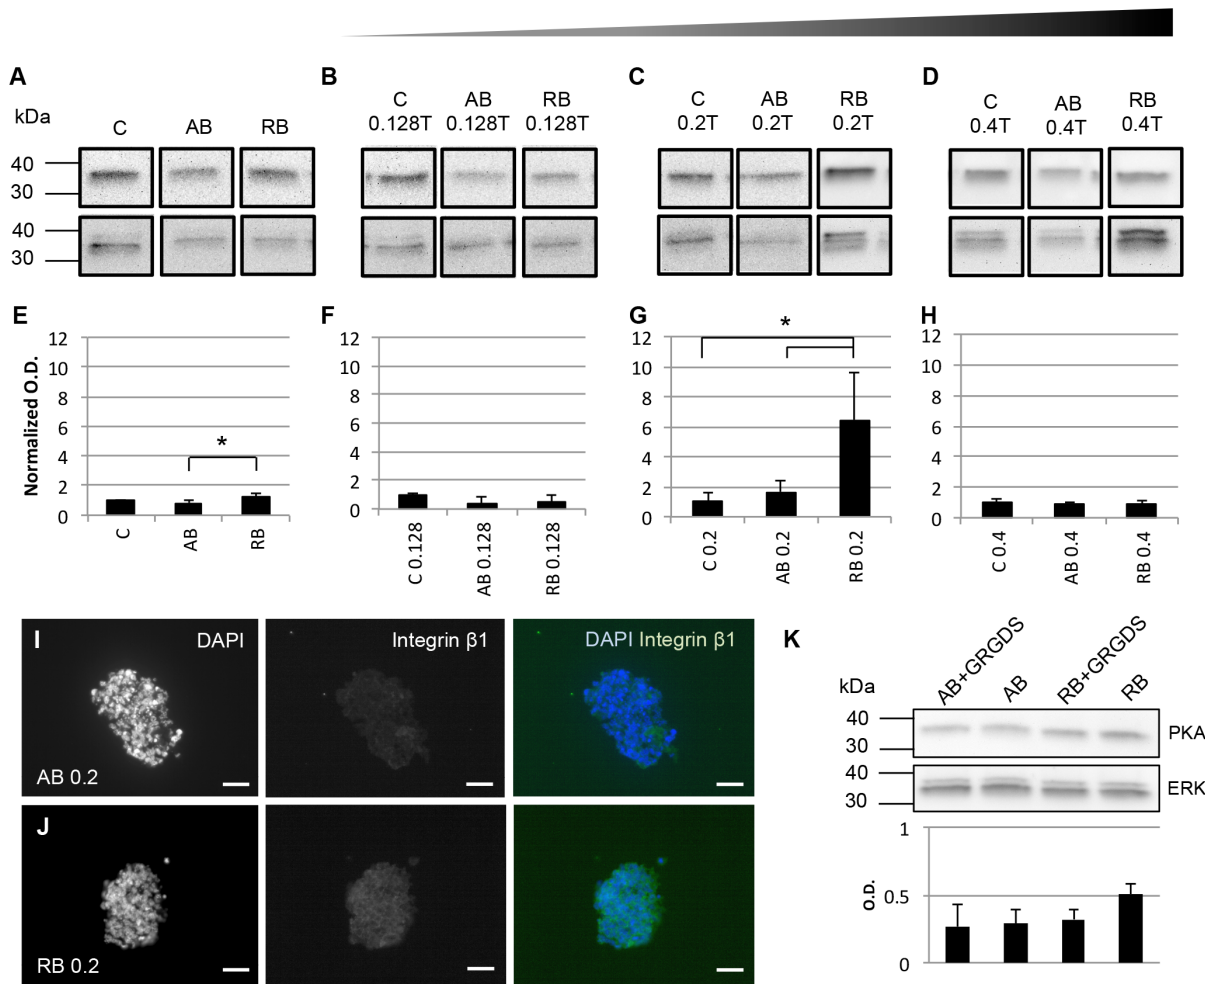 A
B
C
D
kDa
C
AB
RB
C
0.128T
AB
0.128T
RB
0.128T
C
0.2T
AB
0.2T
RB
0.2T
C
0.4T
AB
0.4T
RB
0.4T
40
30
40
30
E
F
G
H
Normalized O.D.
12
10
8
6
4
2
0
*
C
AB
RB
12
10
8
6
4
2
0
C 0.128
AB 0.128
RB 0.128
12
10
8
6
4
2
0
*
C 0.2
AB 0.2
RB 0.2
12
10
8
6
4
2
0
C 0.4
AB 0.4
RB 0.4
I
DAPI
Integrin β1
DAPI Integrin β1
AB 0.2
J
RB 0.2
K
kDa
AB+GRGDS
AB
RB+GRGDS
RB
40
30
PKA
40
30
ERK
O.D.
1
0.5
0